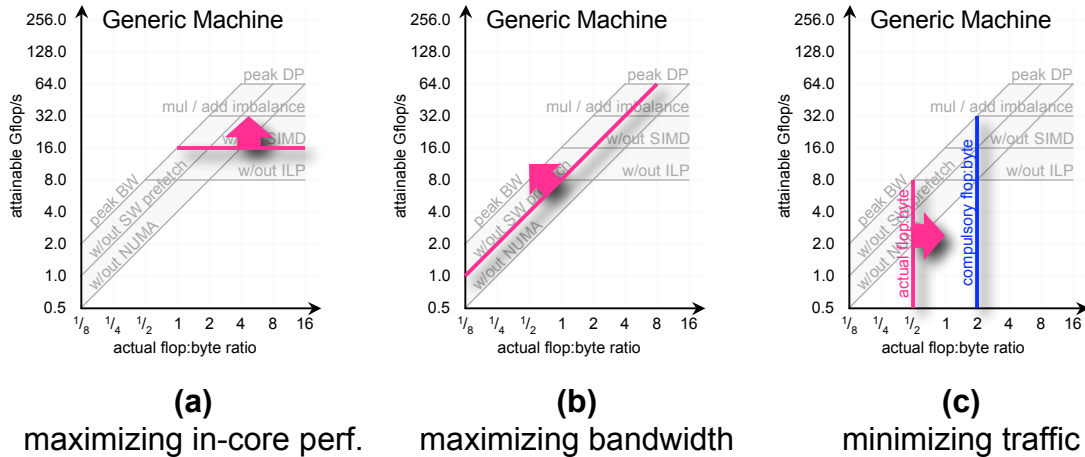 Generic Machine
256.0
128.0
64.0
32.0
16.0
8.0
4.0
2.0
1.0
0.5
attainable Gflop/s
peak DP
mul / add imbalance
w/out SIMD
w/out ILP
peak BW
w/out SW prefetch
w/out NUMA
1/8
1/4
1/2
1
2
4
8
16
actual flop:byte ratio
(a)
maximizing in-core perf.
Generic Machine
256.0
128.0
64.0
32.0
16.0
8.0
4.0
2.0
1.0
0.5
attainable Gflop/s
peak DP
mul / add imbalance
w/out SIMD
w/out ILP
peak BW
w/out SW prefetch
w/out NUMA
1/8
1/4
1/2
1
2
4
8
16
actual flop:byte ratio
(b)
maximizing bandwidth
Generic Machine
256.0
128.0
64.0
32.0
16.0
8.0
4.0
2.0
1.0
0.5
attainable Gflop/s
peak DP
mul / add imbalance
w/out SIMD
w/out ILP
peak BW
w/out SW prefetch
w/out NUMA
actual flop:byte
compulsory flop:byte
1/8
1/4
1/2
1
2
4
8
16
actual flop:byte ratio
(c)
minimizing traffic